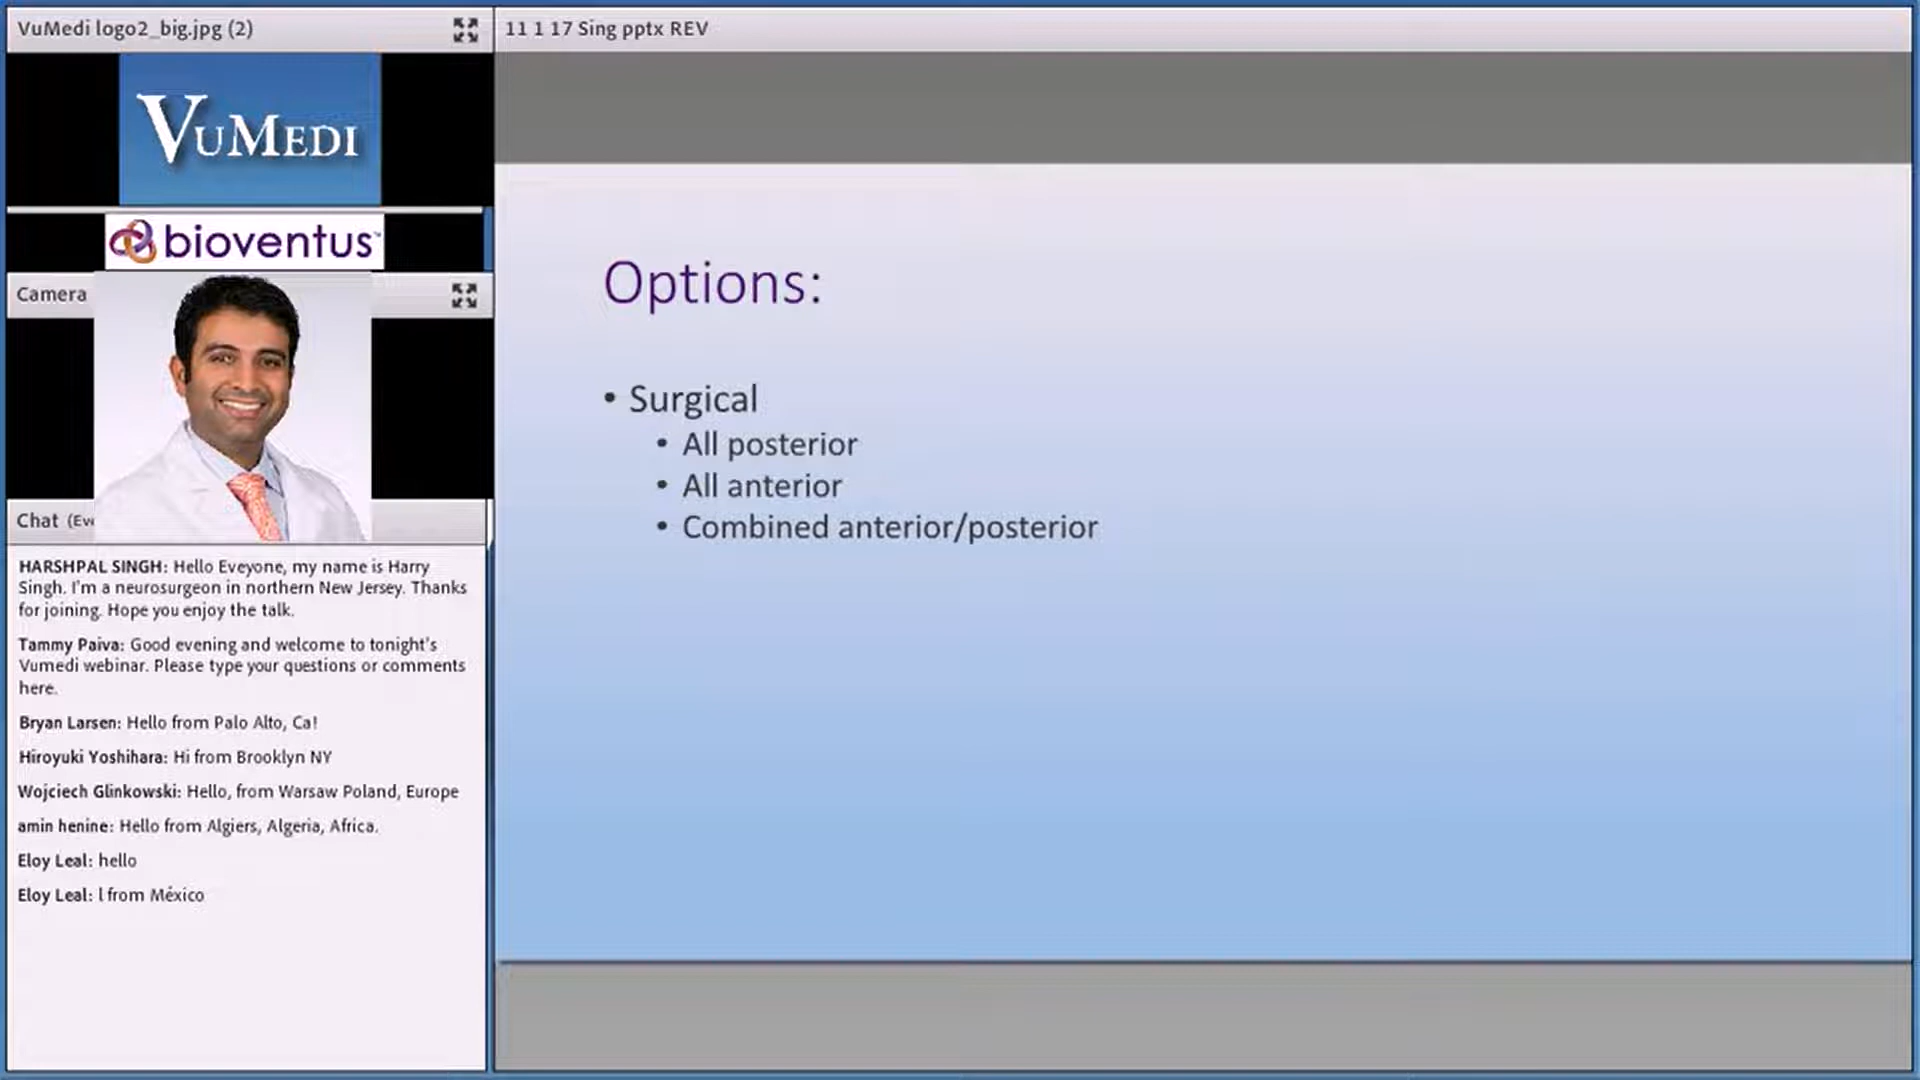 VuMedi logo2_big.jpg (2)
VUMEDI
bioventus™
Camera
Chat (Eve
HARSHPAL SINGH: Hello Eveyone, my name is Harry
Singh. I'm a neurosurgeon in northern New Jersey. Thanks
for joining. Hope you enjoy the talk.
Tammy Paiva: Good evening and welcome to tonight's
Vumedi webinar. Please type your questions or comments
here.
Bryan Larsen: Hello from Palo Alto, Ca!
Hiroyuki Yoshihara: Hi from Brooklyn NY
Wojciech Glinkowski: Hello, from Warsaw Poland, Europe
amin henine: Hello from Algiers, Algeria, Africa.
Eloy Leal: hello
Eloy Leal: l from México
11 1 17 Sing pptx REV
Options:
• Surgical
• All posterior
• All anterior
• Combined anterior/posterior